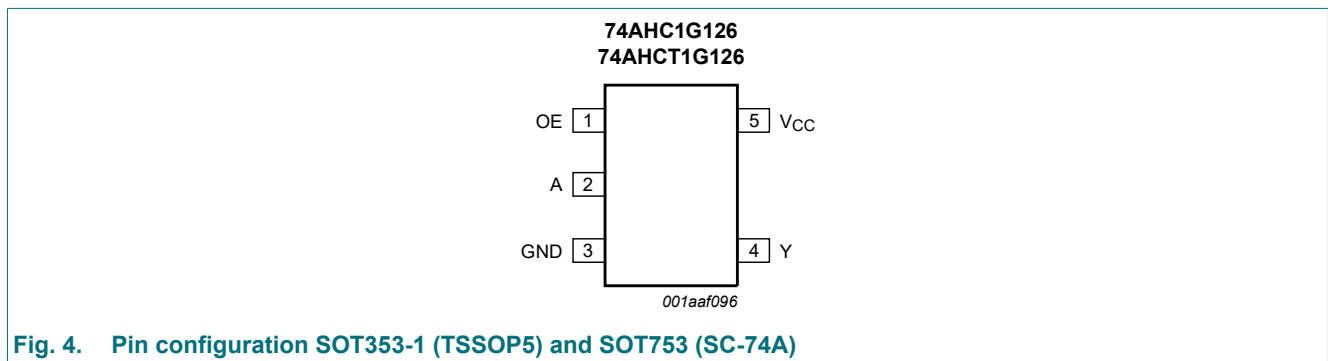 74AHC1G126
74AHCT1G126
OE 1
5 VCC
A 2
GND 3
4 Y
001aaf096
Fig. 4. Pin configuration SOT353-1 (TSSOP5) and SOT753 (SC-74A)